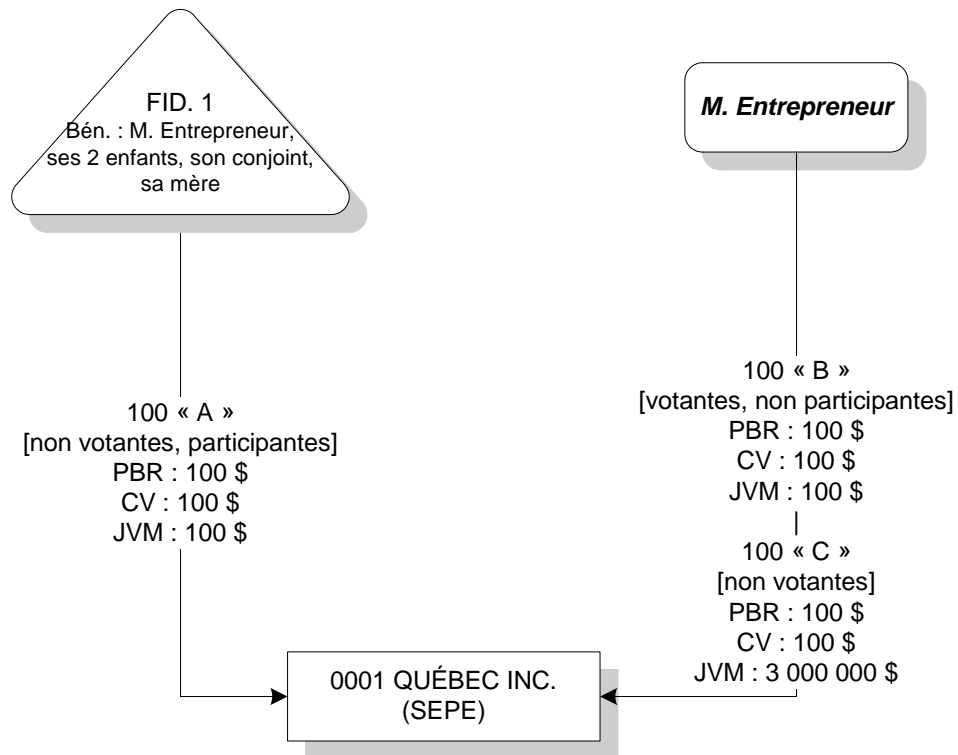 FID. 1
Bén. : M. Entrepreneur,
ses 2 enfants, son conjoint,
sa mère
M. Entrepreneur
100 « A »
[non votantes, participantes]
PBR : 100 $
CV : 100 $
JVM : 100 $
100 « B »
[votantes, non participantes]
PBR : 100 $
CV : 100 $
JVM : 100 $
100 « C »
[non votantes]
PBR : 100 $
CV : 100 $
JVM : 3 000 000 $
0001 QUÉBEC INC.
(SEPE)